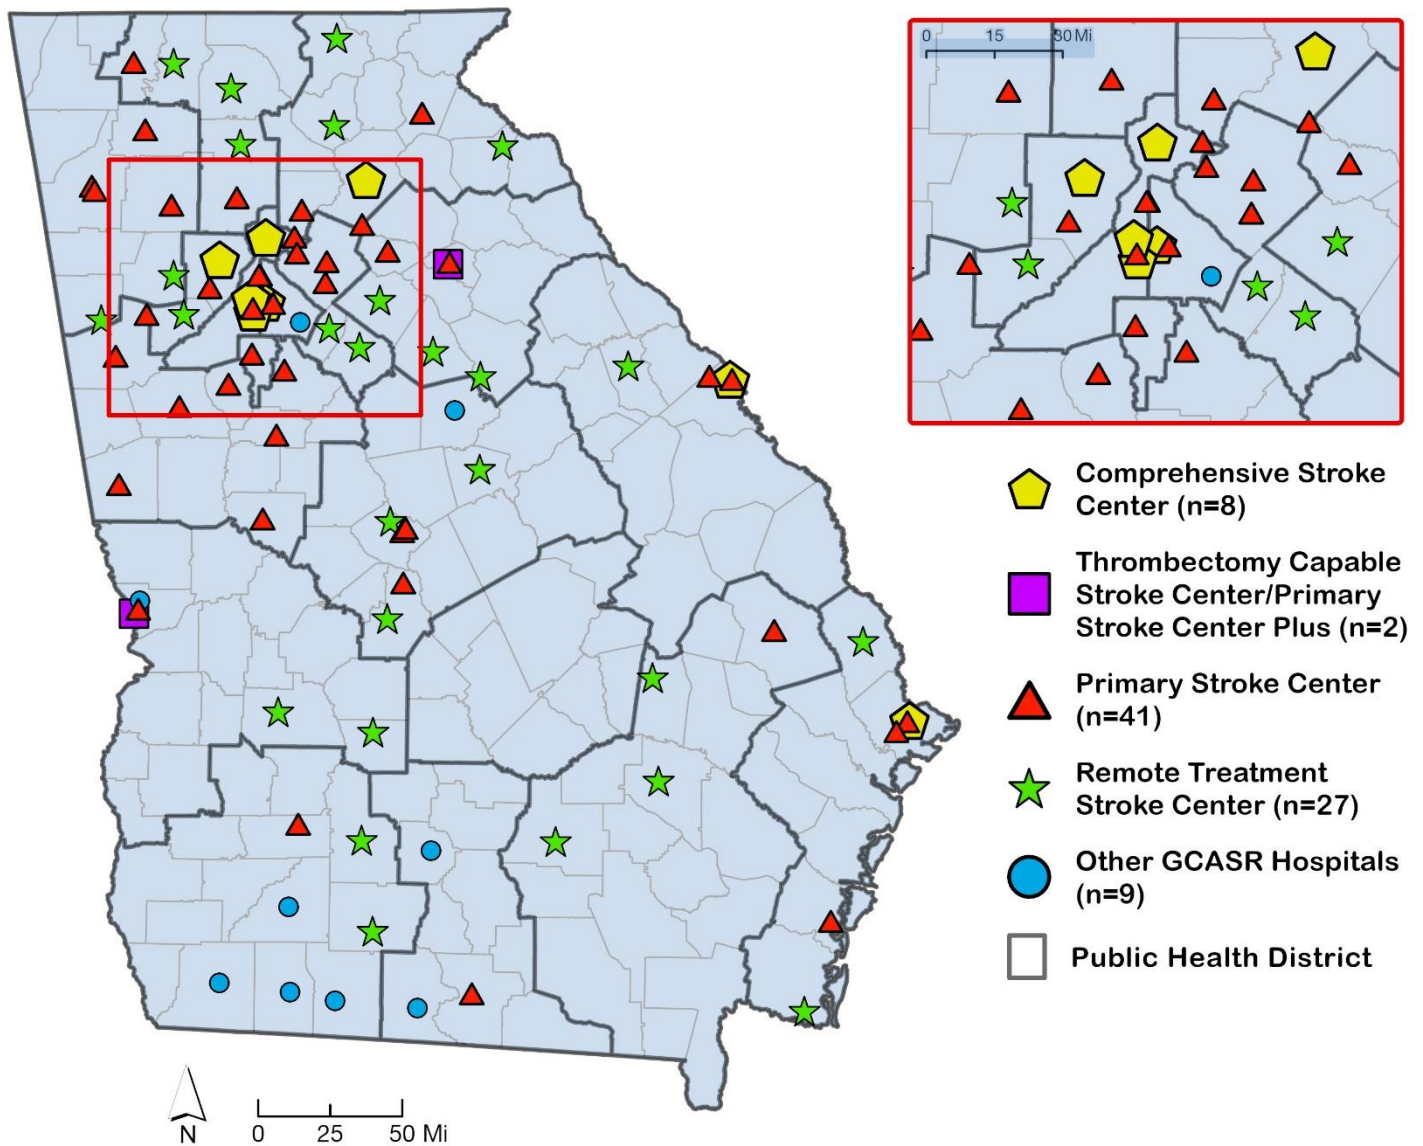 0 15 30 Mi
Comprehensive Stroke
Center (n=8)
Thrombectomy Capable
Stroke Center/Primary
Stroke Center Plus (n=2)
Primary Stroke Center
(n=41)
Remote Treatment
Stroke Center (n=27)
Other GCASR Hospitals
(n=9)
Public Health District
N
0 25 50 Mi